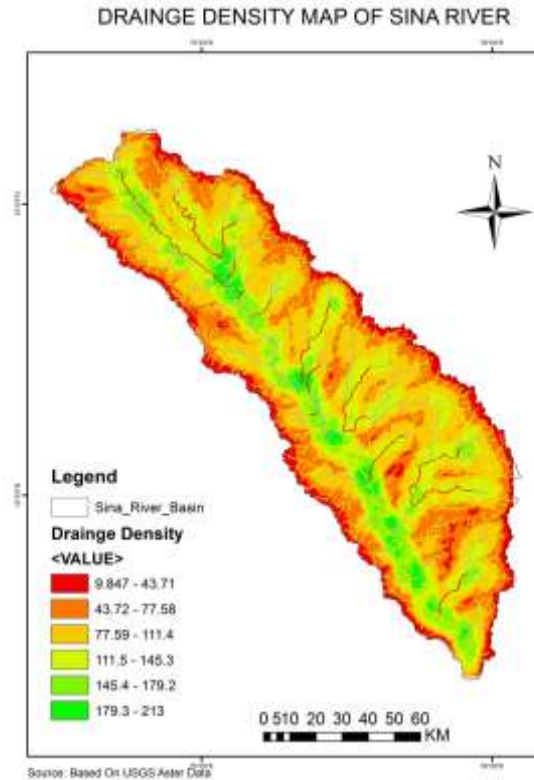 DRAINGE DENSITY MAP OF SINA RIVER
N
Legend
Sina_River_Basin
Drainge Density
<VALUE>
9.847 - 43.71
43.72 - 77.58
77.59 - 111.4
111.5 - 145.3
145.4 - 179.2
179.3 - 213
0 510 20 30 40 50 60
KM
Source: Based On USGS Aster Data